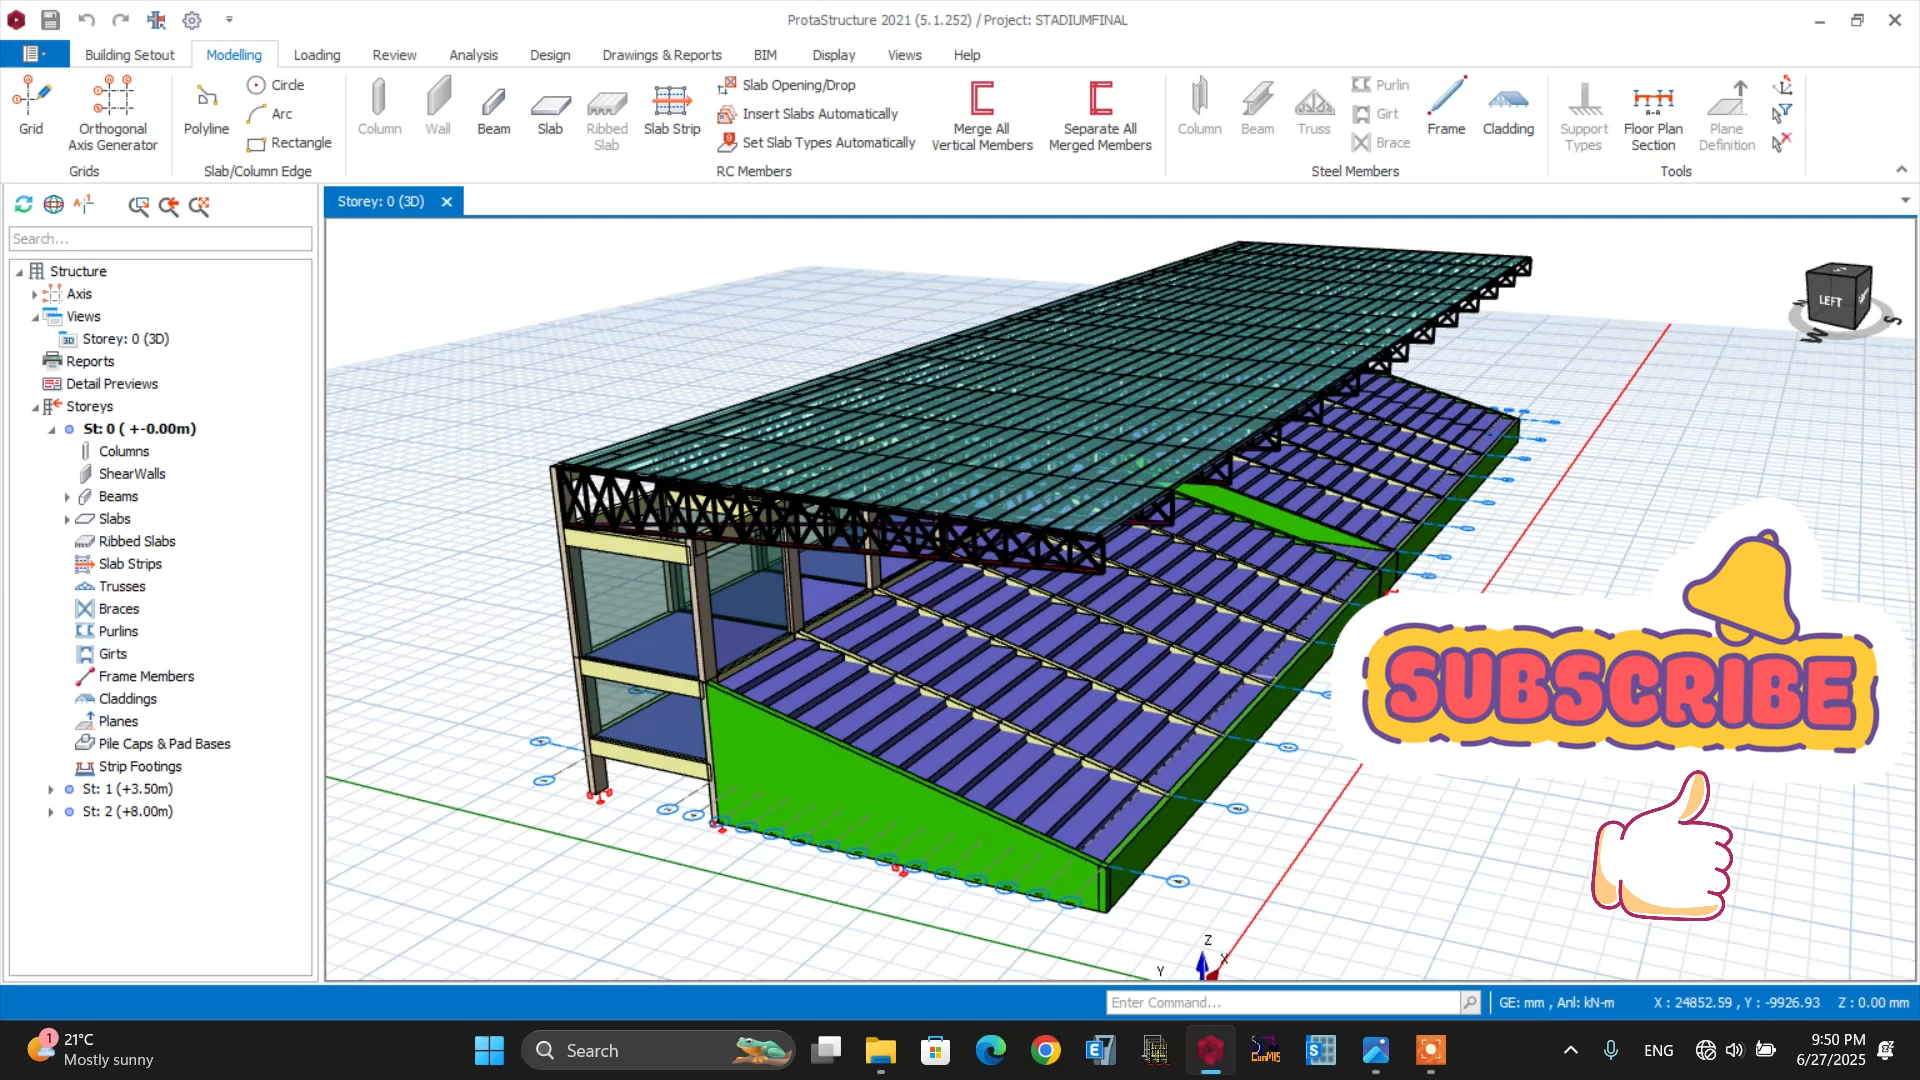 ProtaStructure 2021 (5.1.252) / Project: STADIUMFINAL
Building Setout
Modelling
Loading
Review
Analysis
Design
Drawings & Reports
BIM
Display
Views
Help
Grid
Orthogonal
Axis Generator
Grids
Polyline
Circle
Arc
Rectangle
Slab/Column Edge
Column
Wall
Beam
Slab
Ribbed
Slab
Slab Strip
Slab Opening/Drop
Insert Slabs Automatically
Set Slab Types Automatically
Merge All
Vertical Members
Separate All
Merged Members
RC Members
Column
Beam
Truss
Purlin
Girt
Brace
Frame
Cladding
Steel Members
Support
Types
Floor Plan
Section
Plane
Definition
Tools
Search...
Structure
Axis
Views
Storey: 0 (3D)
Reports
Detail Previews
Storeys
St: 0 ( +-0.00m)
Columns
ShearWalls
Beams
Slabs
Ribbed Slabs
Slab Strips
Trusses
Braces
Purlins
Girts
Frame Members
Claddings
Planes
Pile Caps & Pad Bases
Strip Footings
St: 1 (+3.50m)
St: 2 (+8.00m)
Storey: 0 (3D)
LEFT
W
S
SUBSCRIBE
Z
Y
X
Enter Command...
GE: mm , Anl: kN-m
X : 24852.59 , Y : -9926.93
Z : 0.00 mm
1
21°C
Mostly sunny
Search
ENG
9:50 PM
6/27/2025